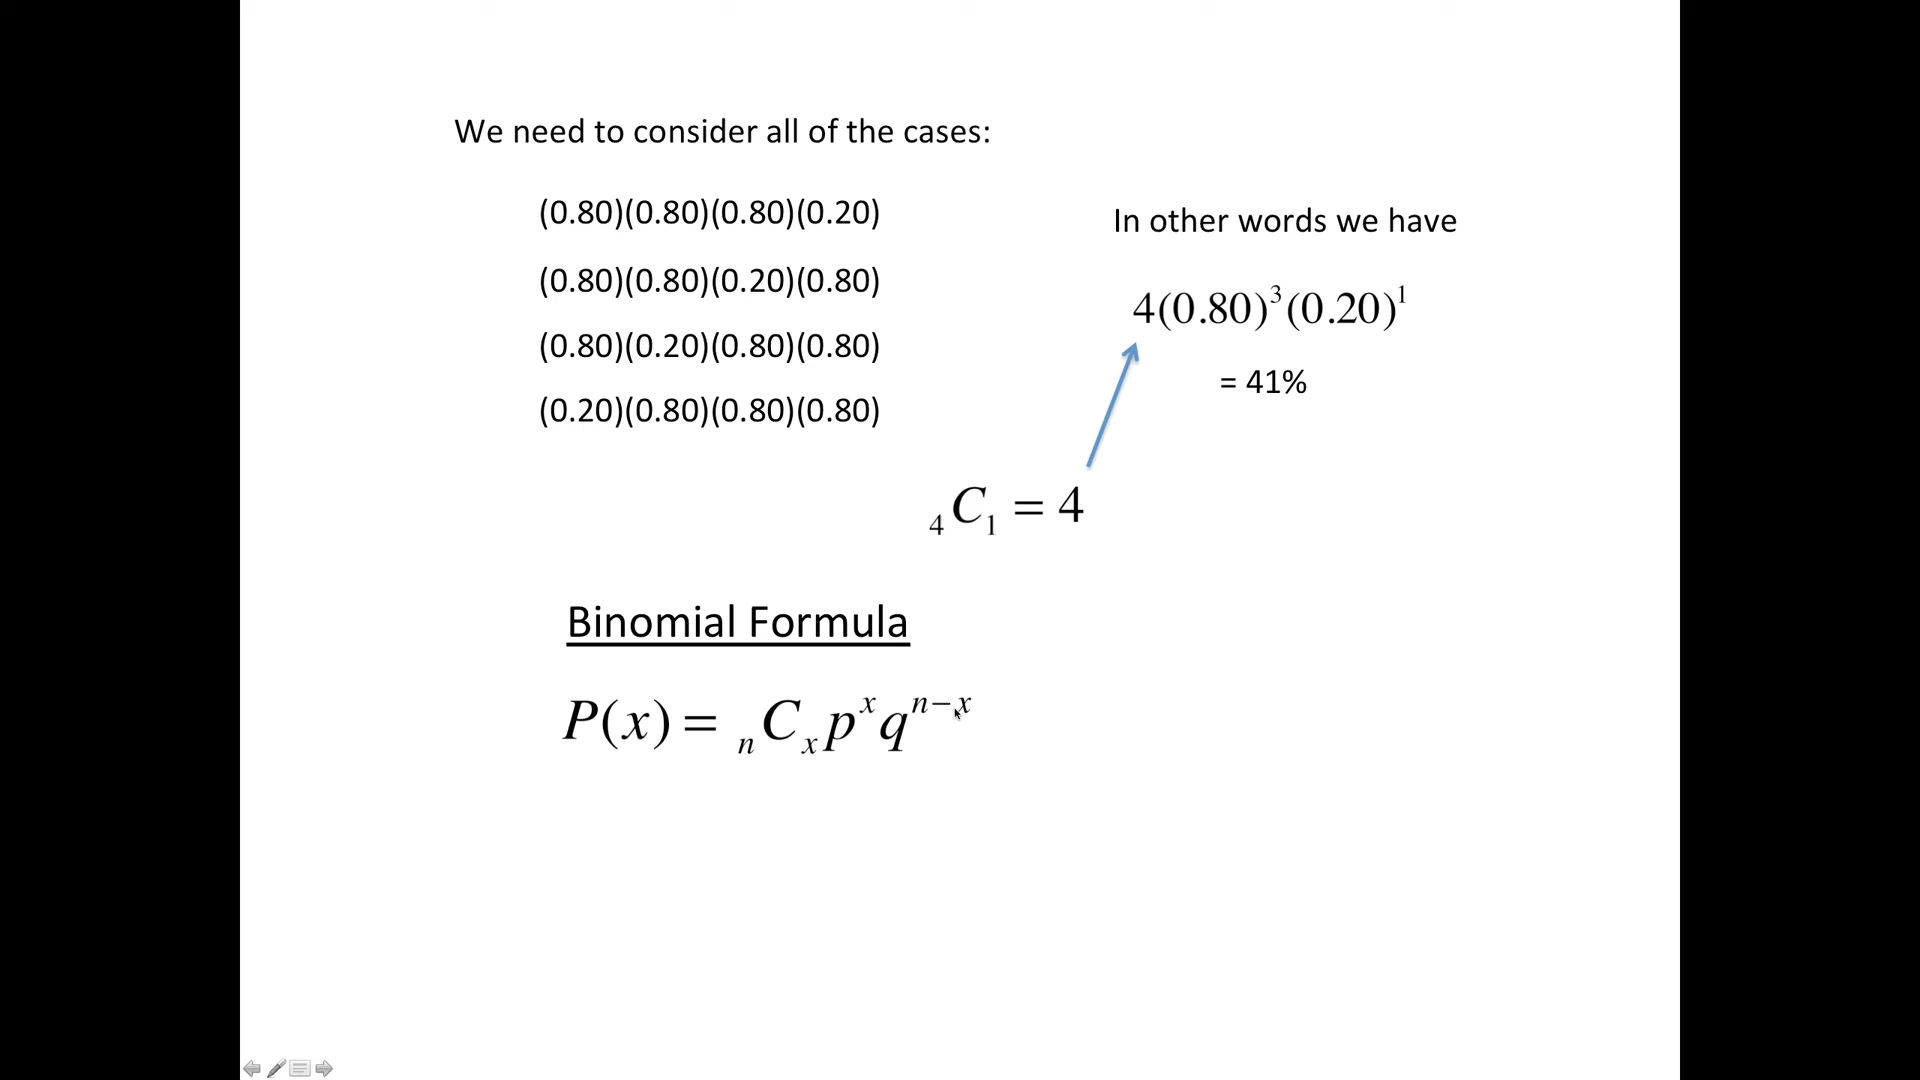 We need to consider all of the cases:
(0.80)(0.80)(0.80)(0.20)
(0.80)(0.80)(0.20)(0.80)
(0.80)(0.20)(0.80)(0.80)
(0.20)(0.80)(0.80)(0.80)
In other words we have
4(0.80)³(0.20)¹
= 41%
₄C₁ = 4
Binomial Formula
P(x) = ₙCₓ pˣ qⁿ⁻ˣ